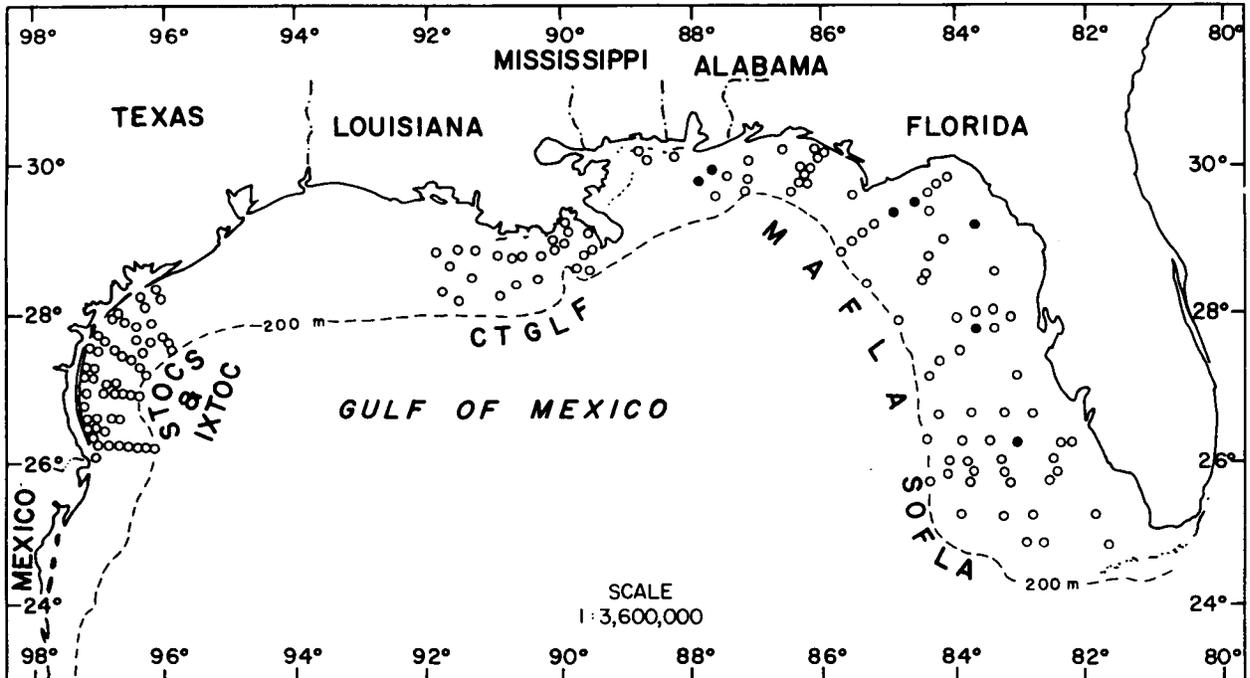 98° 96° 94° 92° 90° 88° 86° 84° 82° 80°
MISSISSIPPI
ALABAMA
TEXAS
LOUISIANA
FLORIDA
30°
30°
MAFLA
28°
200 m
CTGLF
28°
STOCS
&
IXTOC
GULF OF MEXICO
26°
26°
SOFLA
MEXICO
200 m
SCALE
1:3,600,000
24°
24°
98° 96° 94° 92° 90° 88° 86° 84° 82° 80°